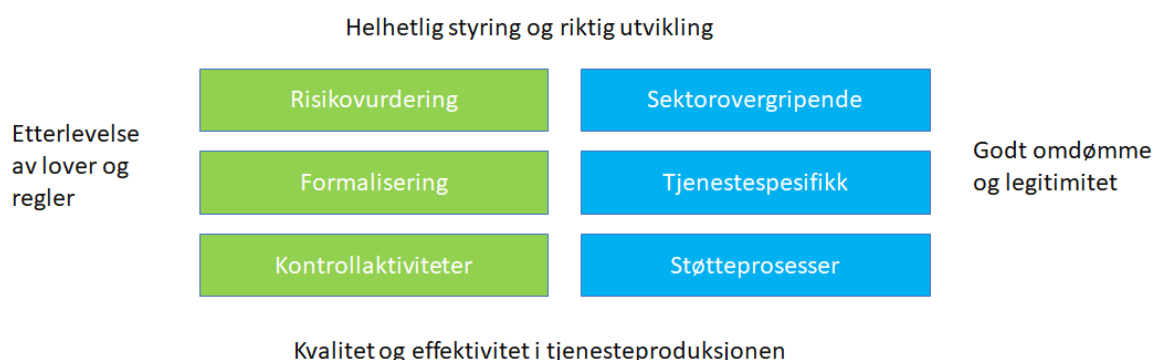 Helhetlig styring og riktig utvikling
Risikovurdering
Sektorovergripende
Etterlevelse
av lover og
regler
Formalisering
Tjenestespesifikk
Godt omdømme
og legitimitet
Kontrollaktiviteter
Støtteprosesser
Kvalitet og effektivitet i tjenesteproduksjonen